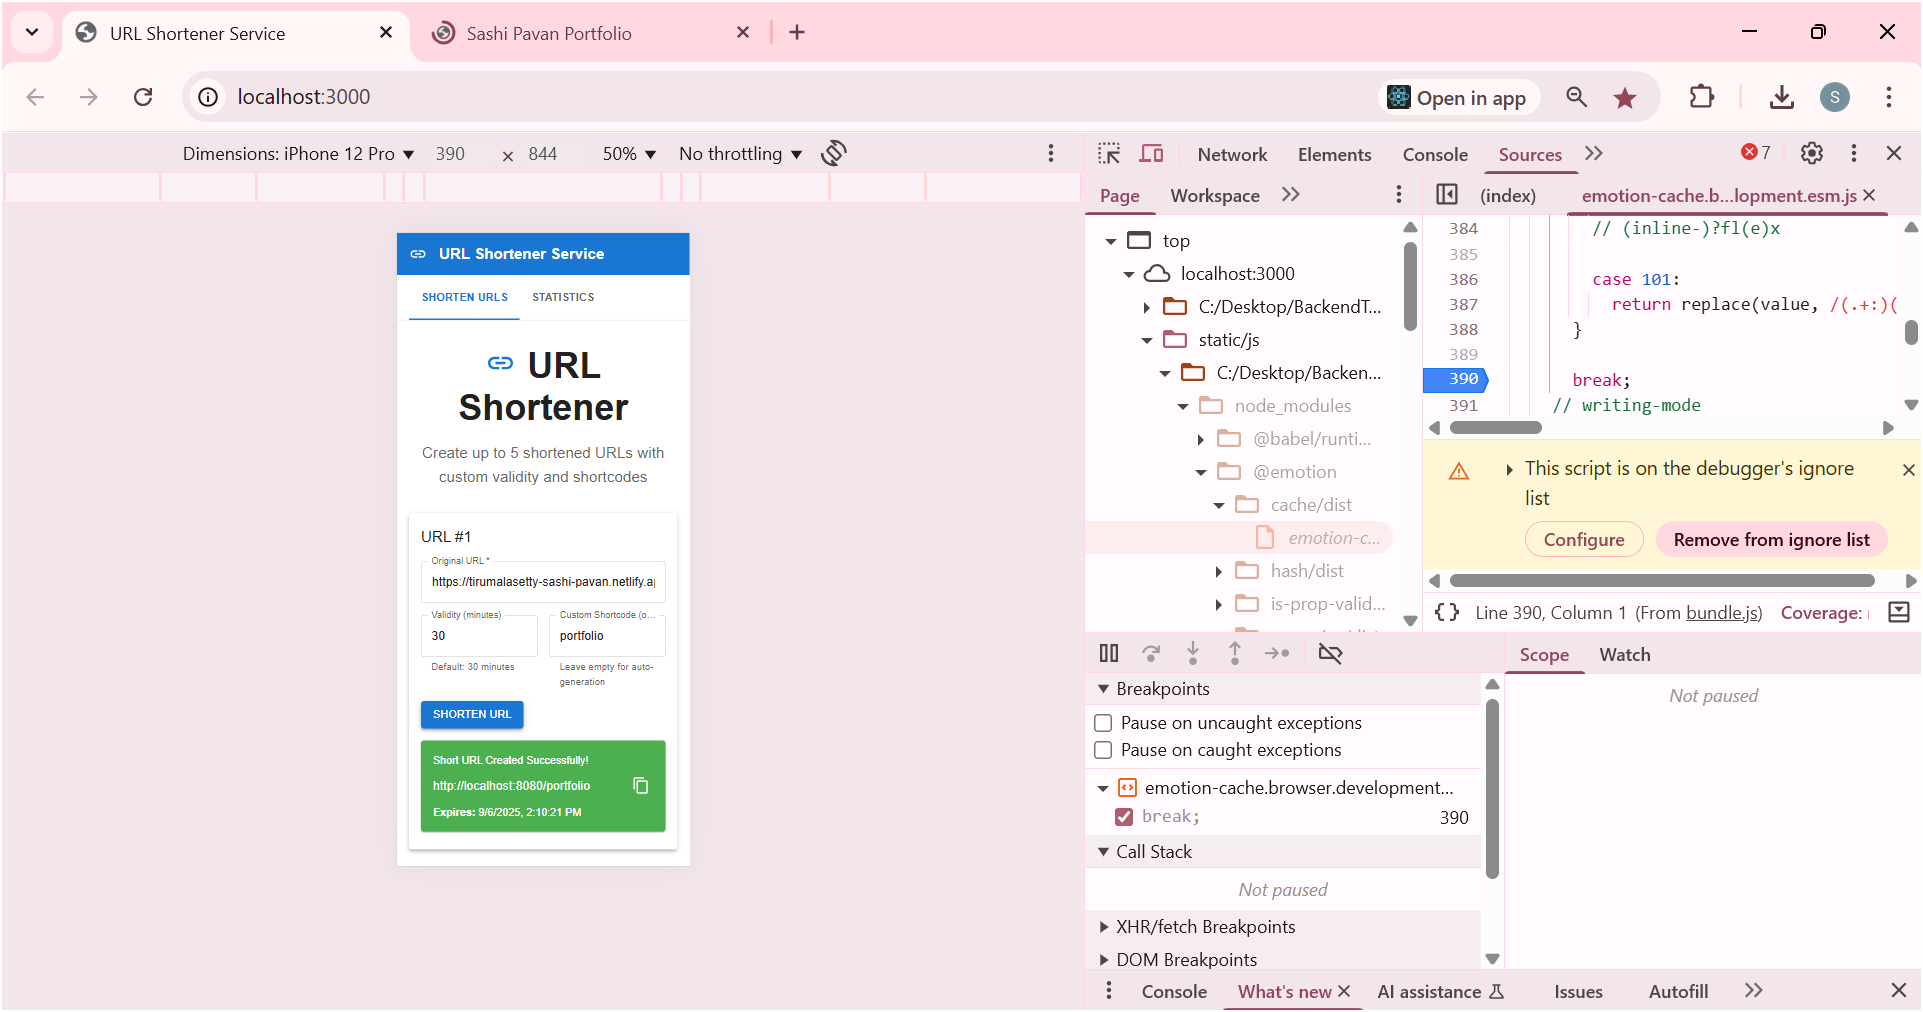 URL Shortener Service
Sashi Pavan Portfolio
localhost:3000
Open in app
S
Dimensions: iPhone 12 Pro 390 × 844 50% No throttling
URL Shortener Service
SHORTEN URLS STATISTICS
URL
Shortener
Create up to 5 shortened URLs with
custom validity and shortcodes
URL #1
Original URL *
https://tirumalasetty-sashi-pavan.netlify.a
Validity (minutes) Custom Shortcode (o...
30 portfolio
Default: 30 minutes Leave empty for auto-
generation
SHORTEN URL
Short URL Created Successfully!
http://localhost:8080/portfolio
Expires: 9/6/2025, 2:10:21 PM
Network Elements Console Sources 7
Page Workspace
top
localhost:3000
C:/Desktop/BackendT...
static/js
C:/Desktop/Backen...
node_modules
@babel/runti...
@emotion
cache/dist
emotion-c...
hash/dist
is-prop-valid...
(index) emotion-cache.b...lopment.esm.js
384 // (inline-)?fl(e)x
385
386 case 101:
387 return replace(value, /(.+:)(
388 }
389
390 break;
391 // writing-mode
This script is on the debugger's ignore
list
Configure Remove from ignore list
{} Line 390, Column 1 (From bundle.js) Coverage:
Breakpoints
Pause on uncaught exceptions
Pause on caught exceptions
emotion-cache.browser.development...
break; 390
Call Stack
Not paused
XHR/fetch Breakpoints
DOM Breakpoints
Scope Watch
Not paused
Console What's new AI assistance Issues Autofill